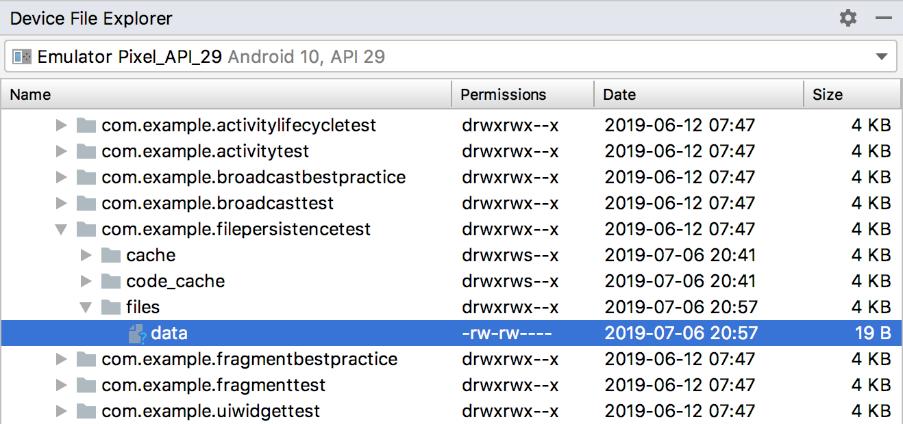 Device File Explorer
Emulator Pixel_API_29 Android 10, API 29
Name Permissions Date Size
com.example.activitylifecycletest drwxrwx--x 2019-06-12 07:47 4 KB
com.example.activitytest drwxrwx--x 2019-06-12 07:47 4 KB
com.example.broadcastbestpractice drwxrwx--x 2019-06-12 07:47 4 KB
com.example.broadcasttest drwxrwx--x 2019-06-12 07:47 4 KB
com.example.filepersistencetest drwxrwx--x 2019-06-12 07:47 4 KB
cache drwxrws--x 2019-07-06 20:41 4 KB
code_cache drwxrws--x 2019-07-06 20:41 4 KB
files drwxrwx--x 2019-07-06 20:57 4 KB
data -rw-rw---- 2019-07-06 20:57 19 B
com.example.fragmentbestpractice drwxrwx--x 2019-06-12 07:47 4 KB
com.example.fragmenttest drwxrwx--x 2019-06-12 07:47 4 KB
com.example.uiwidgettest drwxrwx--x 2019-06-12 07:47 4 KB